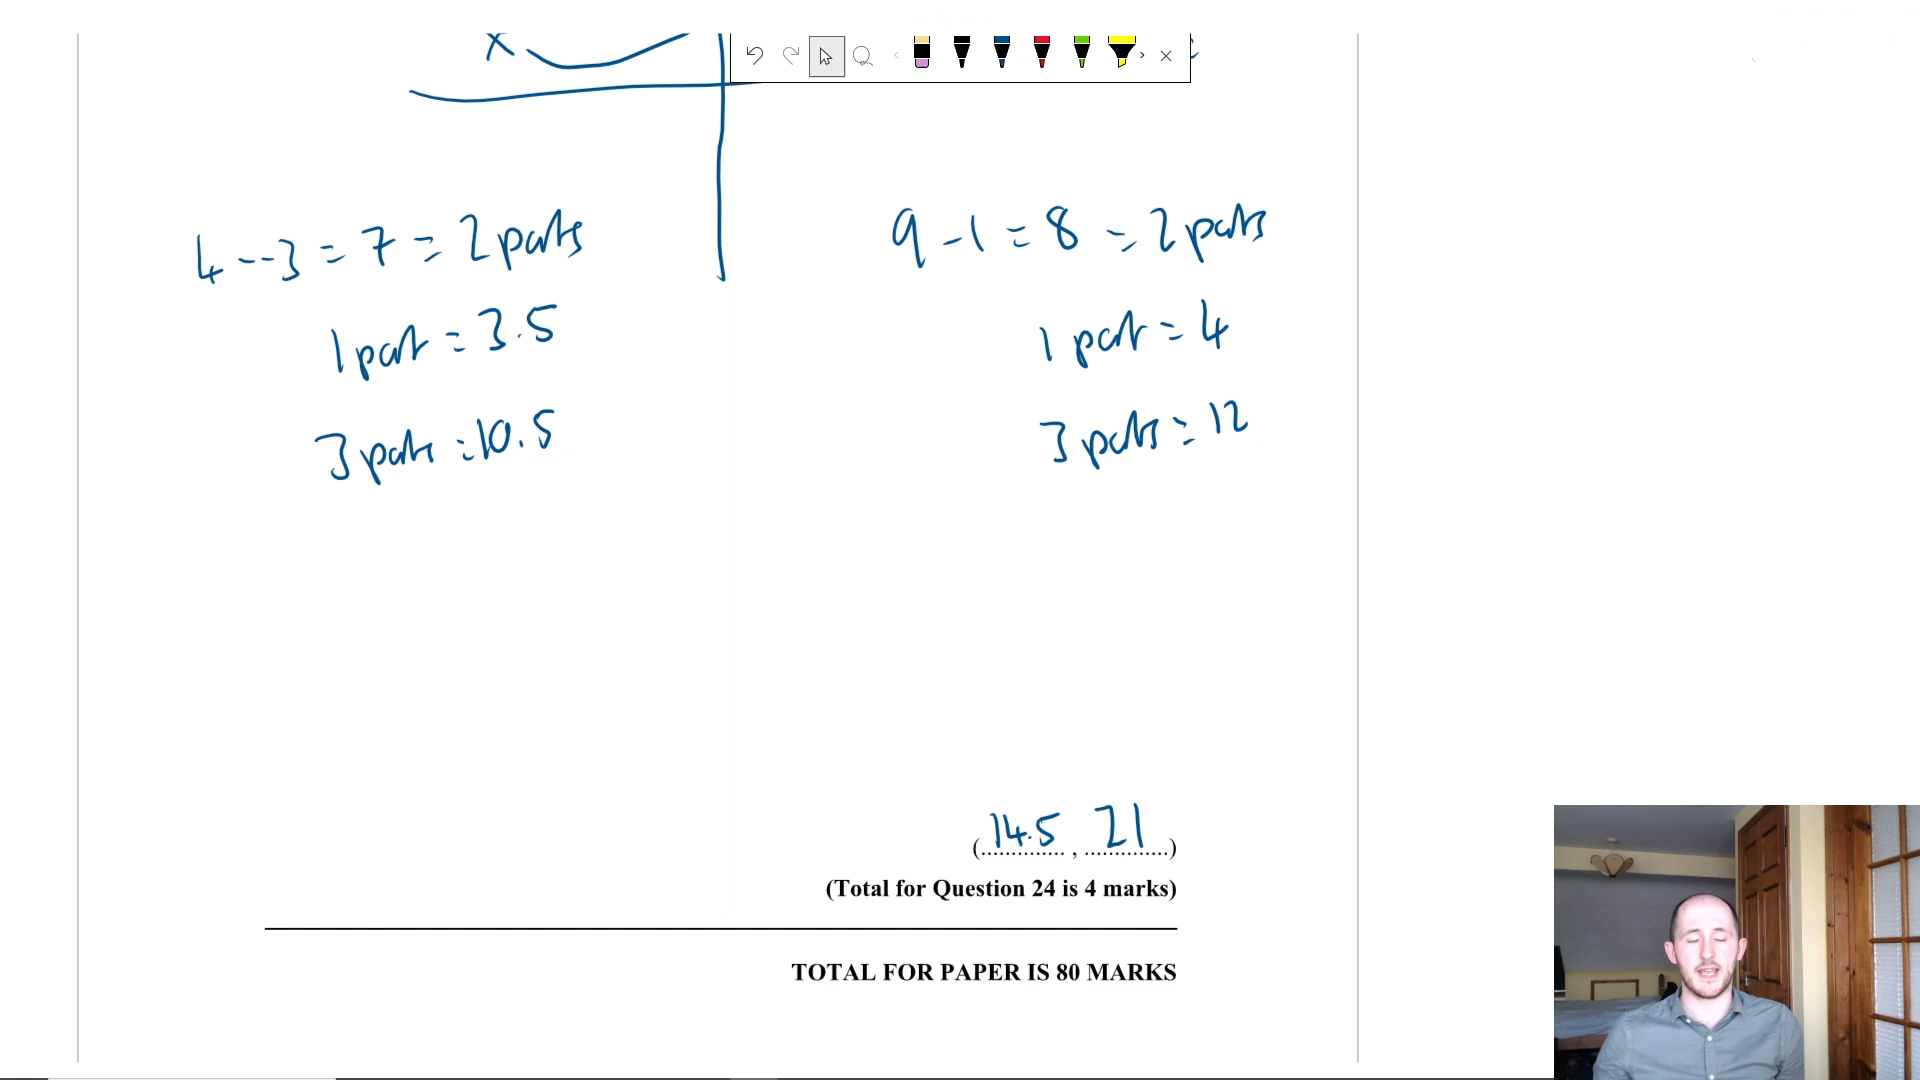 x
4 - -3 = 7 = 2 parts
9 - 1 = 8 = 2 parts
1 part = 3.5
1 part = 4
3 parts = 10.5
3 parts = 12
(14.5, 21)
(Total for Question 24 is 4 marks)
TOTAL FOR PAPER IS 80 MARKS